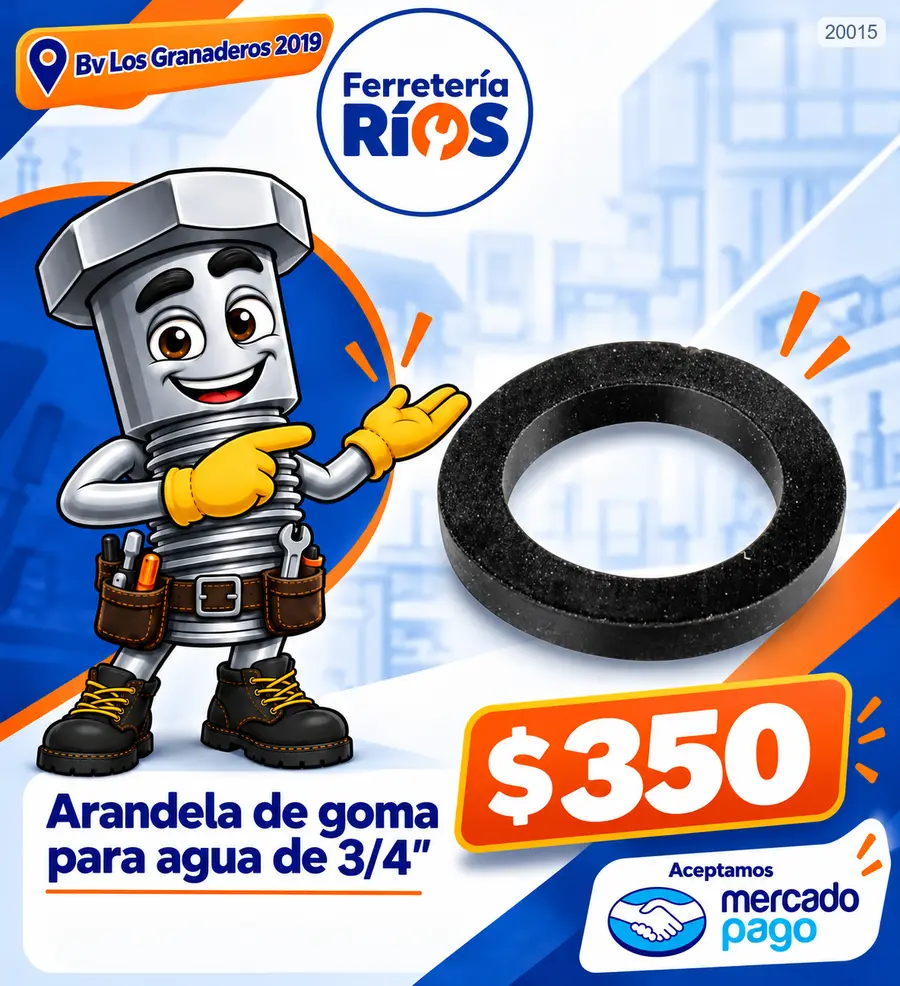 Bv Los Granaderos 2019
Ferretería
RÍOS
20015
$350
Arandela de goma
para agua de 3/4"
Aceptamos
mercado
pago